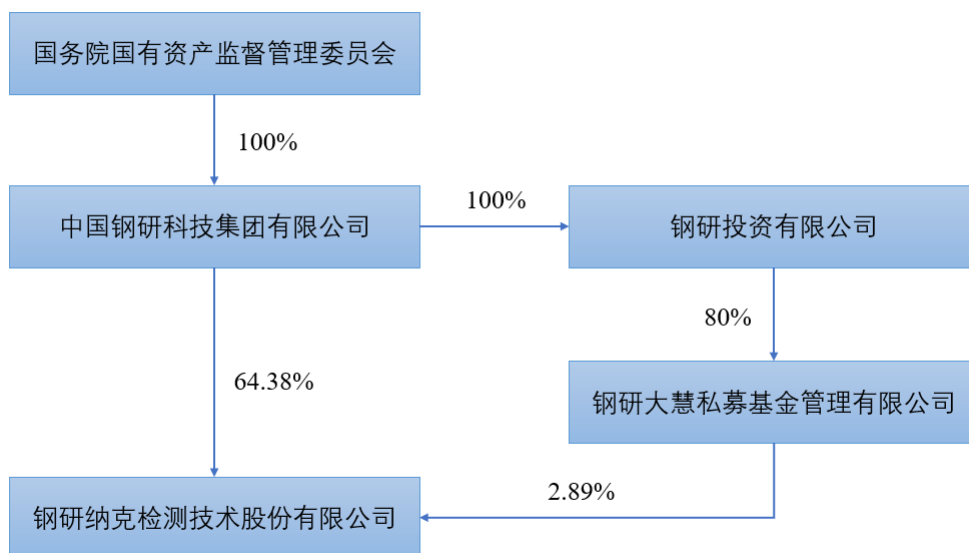 国务院国有资产监督管理委员会
100%
中国钢研科技集团有限公司
100%
钢研投资有限公司
80%
64.38%
钢研大慧私募基金管理有限公司
2.89%
钢研纳克检测技术股份有限公司